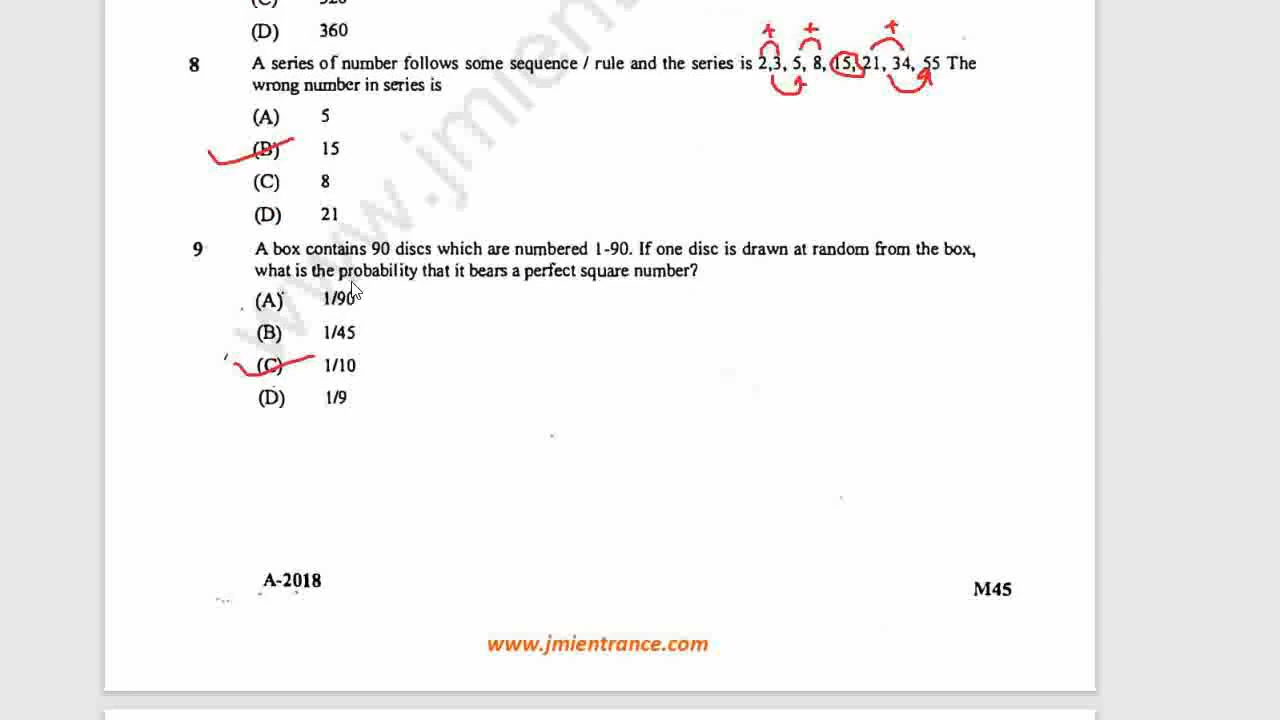 (C) 320
(D) 360
8 A series of number follows some sequence / rule and the series is 2,3, 5, 8, 15, 21, 34, 55 The
wrong number in series is
(A) 5
(B) 15
(C) 8
(D) 21
9 A box contains 90 discs which are numbered 1-90. If one disc is drawn at random from the box,
what is the probability that it bears a perfect square number?
(A) 1/90
(B) 1/45
(C) 1/10
(D) 1/9
A-2018
M45
www.jmientrance.com
+ + +
www.jmien